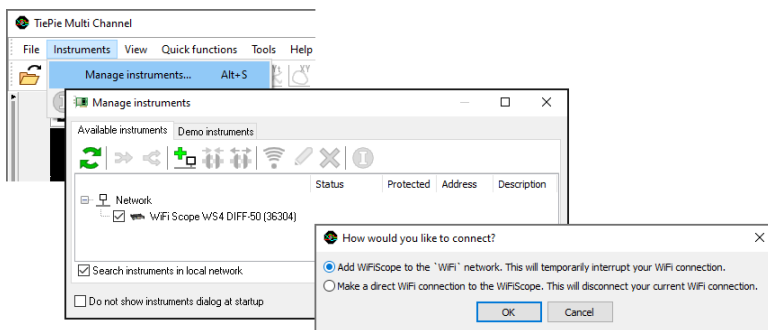 TiePie Multi Channel
File Instruments View Quick functions Tools Help
Manage instruments... Alt+S
Manage instruments
Available instruments Demo instruments
Status Protected Address Description
Network
WiFi Scope WS4 DIFF-50 (36304)
Search instruments in local network
Do not show instruments dialog at startup
How would you like to connect?
Add WiFiScope to the `WiFi` network. This will temporarily interrupt your WiFi connection.
Make a direct WiFi connection to the WiFiScope. This will disconnect your current WiFi connection.
OK Cancel